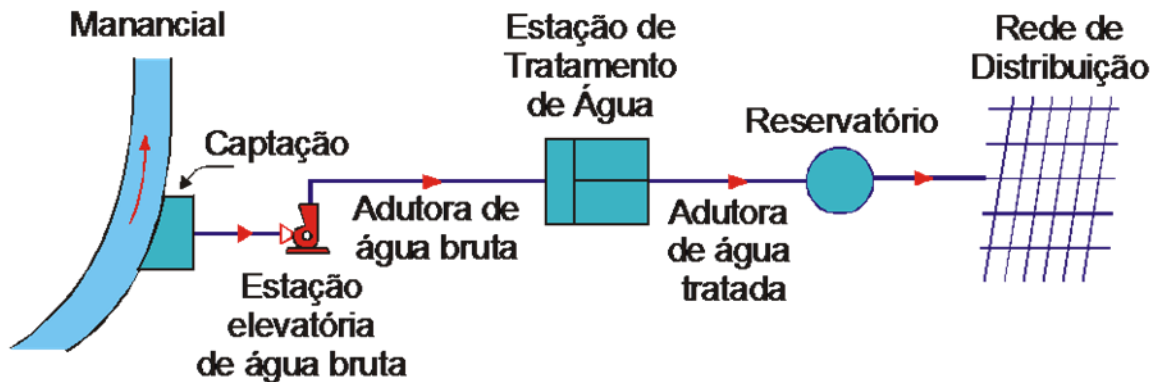 Manancial
Captação
Estação
elevatória
de água bruta
Adutora de
água bruta
Estação de
Tratamento
de Água
Adutora
de água
tratada
Reservatório
Rede de
Distribuição